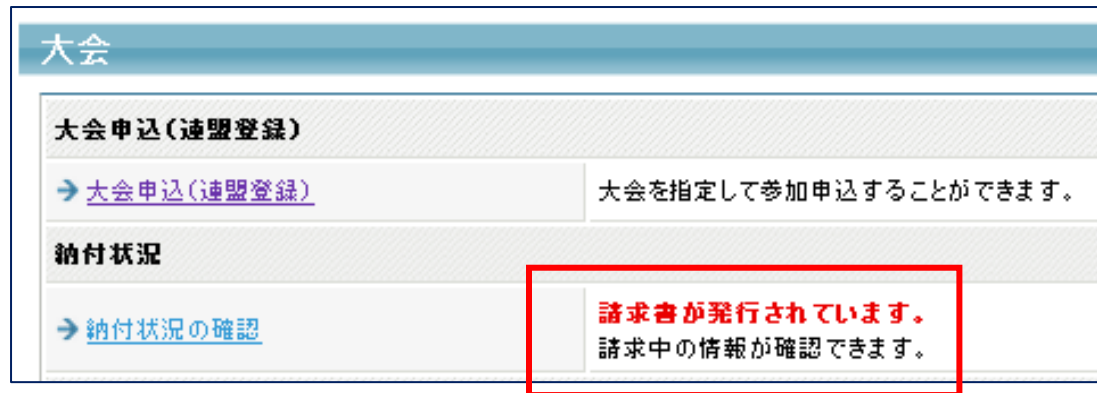 大会
大会申込(連盟登録)
大会申込(連盟登録)
大会を指定して参加申込することができます。
納付状況
納付状況の確認
請求書が発行されています。
請求中の情報が確認できます。